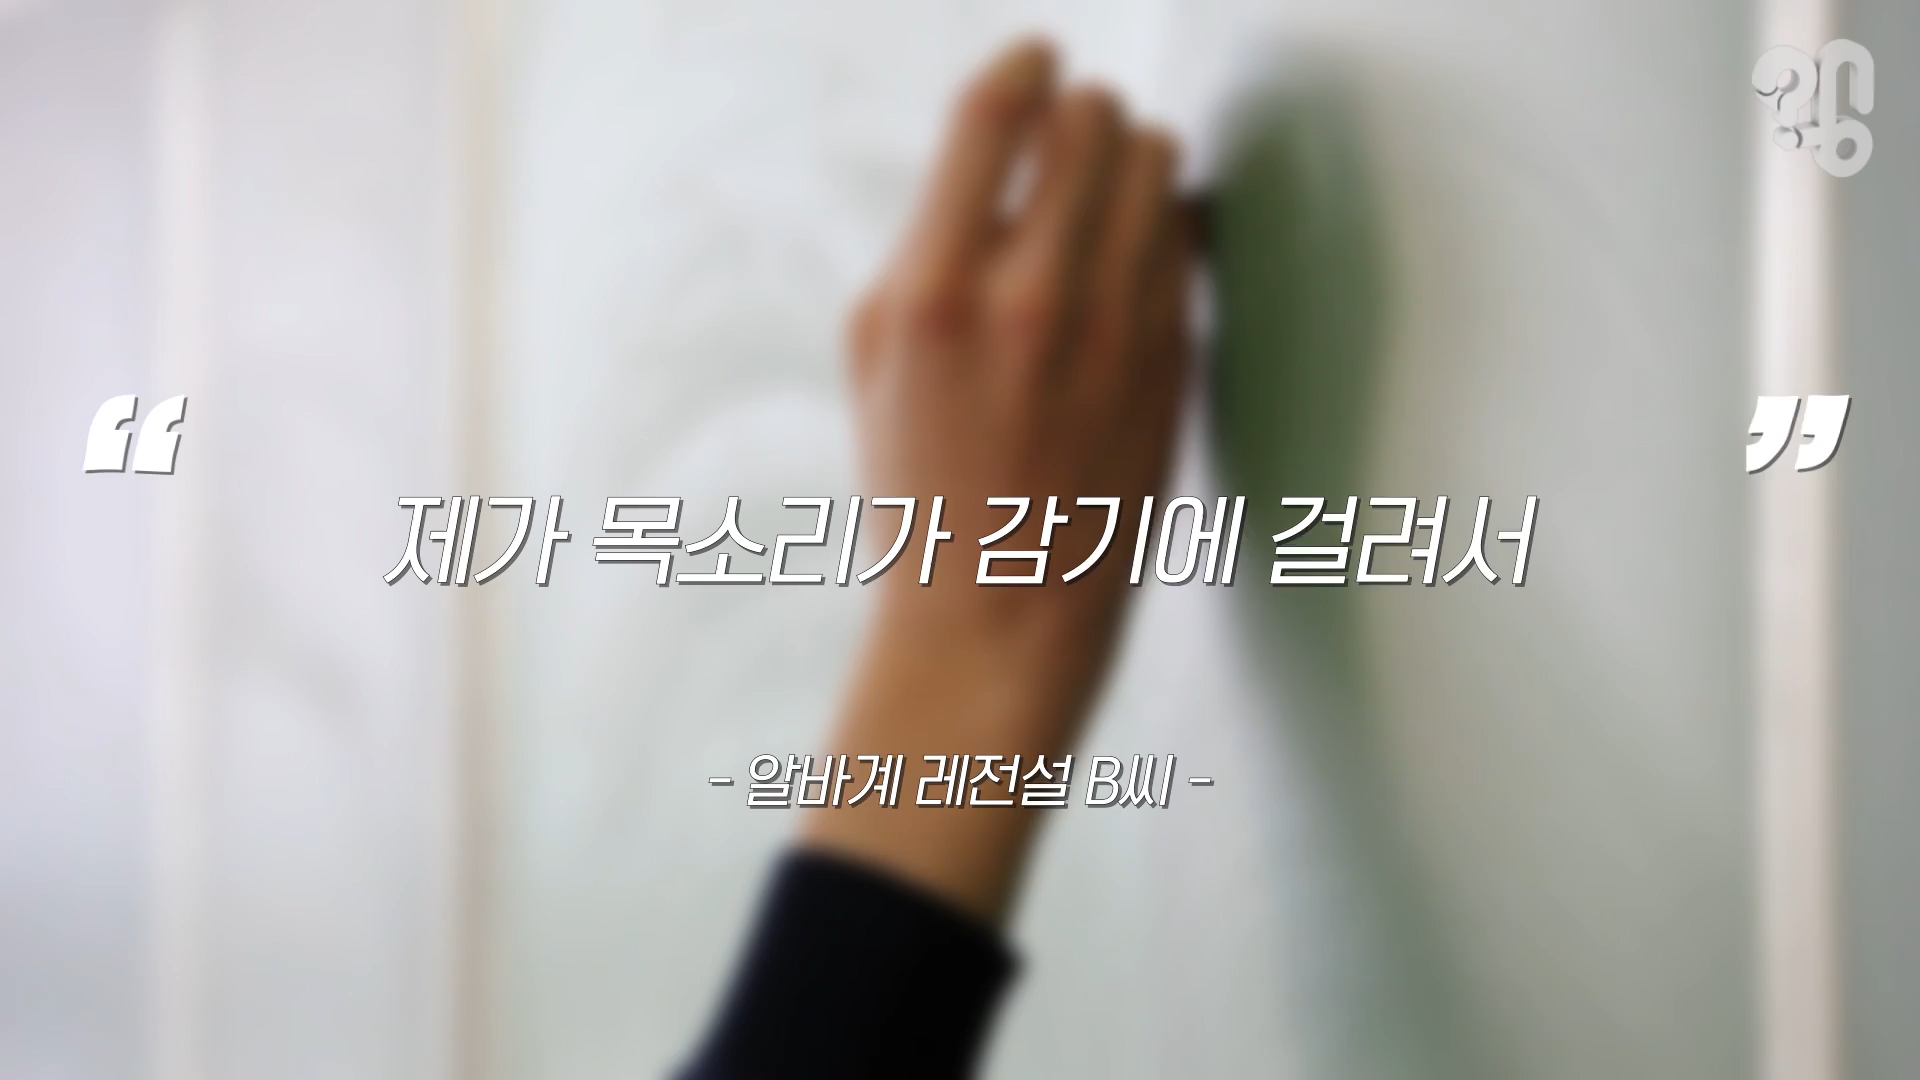 “ 제가 목소리가 감기에 걸려서 ”
- 알바계 레전설 B씨 -